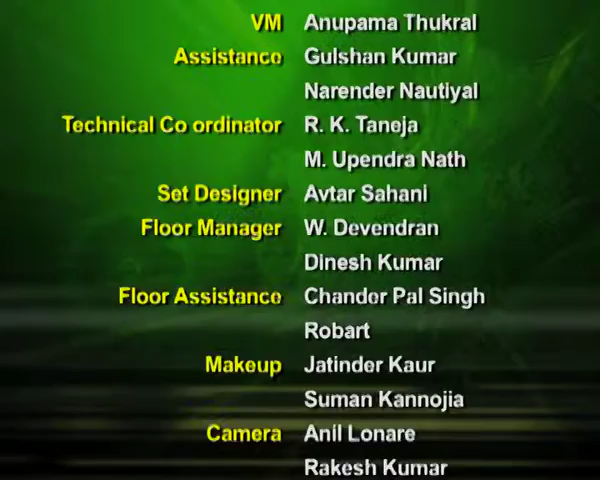 VM Anupama Thukral
Assistance Gulshan Kumar
Narender Nautiyal
Technical Co ordinator R. K. Taneja
M. Upendra Nath
Set Designer Avtar Sahani
Floor Manager W. Devendran
Dinesh Kumar
Floor Assistance Chander Pal Singh
Robart
Makeup Jatinder Kaur
Suman Kannojia
Camera Anil Lonare
Rakesh Kumar